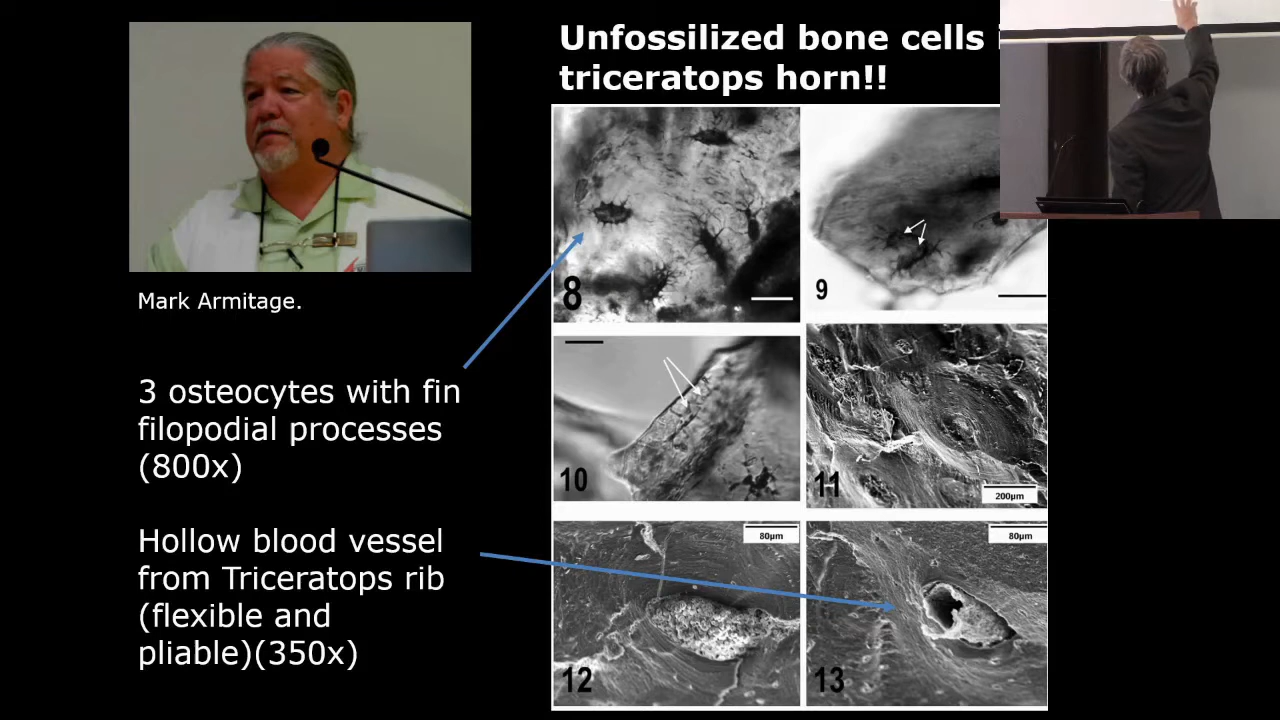 Unfossilized bone cells
triceratops horn!!
Mark Armitage.
3 osteocytes with fin
filopodial processes
(800x)
Hollow blood vessel
from Triceratops rib
(flexible and
pliable)(350x)
8
9
10
11
200µm
12
80µm
13
80µm